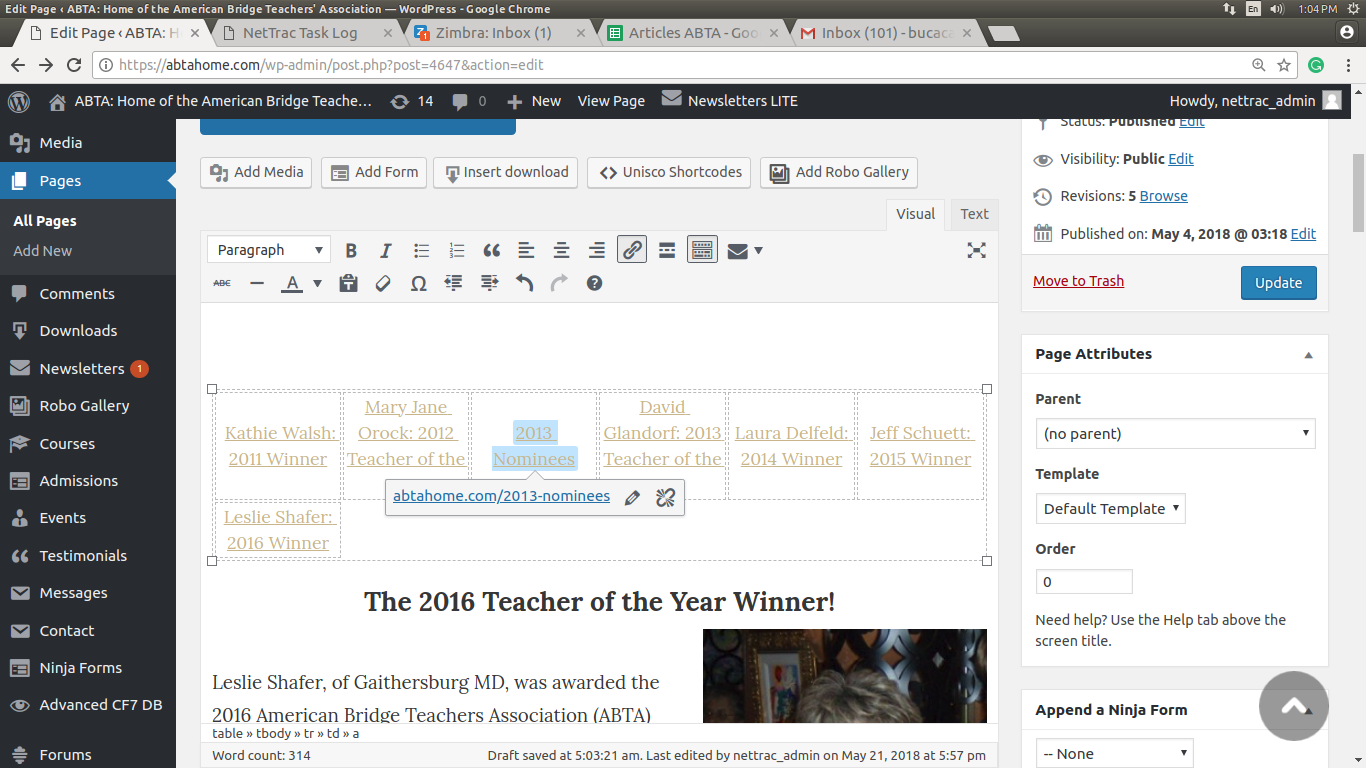 Edit Page ‹ ABTA: Home of the American Bridge Teachers' Association — WordPress - Google Chrome
En
1:04 PM
Edit Page ‹ ABTA: H
NetTrac Task Log
Zimbra: Inbox (1)
Articles ABTA - Goo
Inbox (101) - bucaca
https://abtahome.com/wp-admin/post.php?post=4647&action=edit
ABTA: Home of the American Bridge Teache…
14
0
New
View Page
Newsletters LITE
Howdy, nettrac_admin
Media
Pages
All Pages
Add New
Comments
Downloads
Newsletters 1
Robo Gallery
Courses
Admissions
Events
Testimonials
Messages
Contact
Ninja Forms
Advanced CF7 DB
Forums
Add Media
Add Form
Insert download
Unisco Shortcodes
Add Robo Gallery
Visual
Text
Paragraph
B
I
ABC
A
Kathie Walsh:
2011 Winner
Mary Jane
Orock: 2012
Teacher of the
2013
Nominees
David
Glandorf: 2013
Teacher of the
Laura Delfeld:
2014 Winner
Jeff Schuett:
2015 Winner
abtahome.com/2013-nominees
Leslie Shafer:
2016 Winner
The 2016 Teacher of the Year Winner!
Leslie Shafer, of Gaithersburg MD, was awarded the
2016 American Bridge Teachers Association (ABTA)
table » tbody » tr » td » a
Word count: 314
Draft saved at 5:03:21 am. Last edited by nettrac_admin on May 21, 2018 at 5:57 pm
Status: Published Edit
Visibility: Public Edit
Revisions: 5 Browse
Published on: May 4, 2018 @ 03:18 Edit
Move to Trash
Update
Page Attributes
Parent
(no parent)
Template
Default Template
Order
0
Need help? Use the Help tab above the
screen title.
Append a Ninja Form
-- None